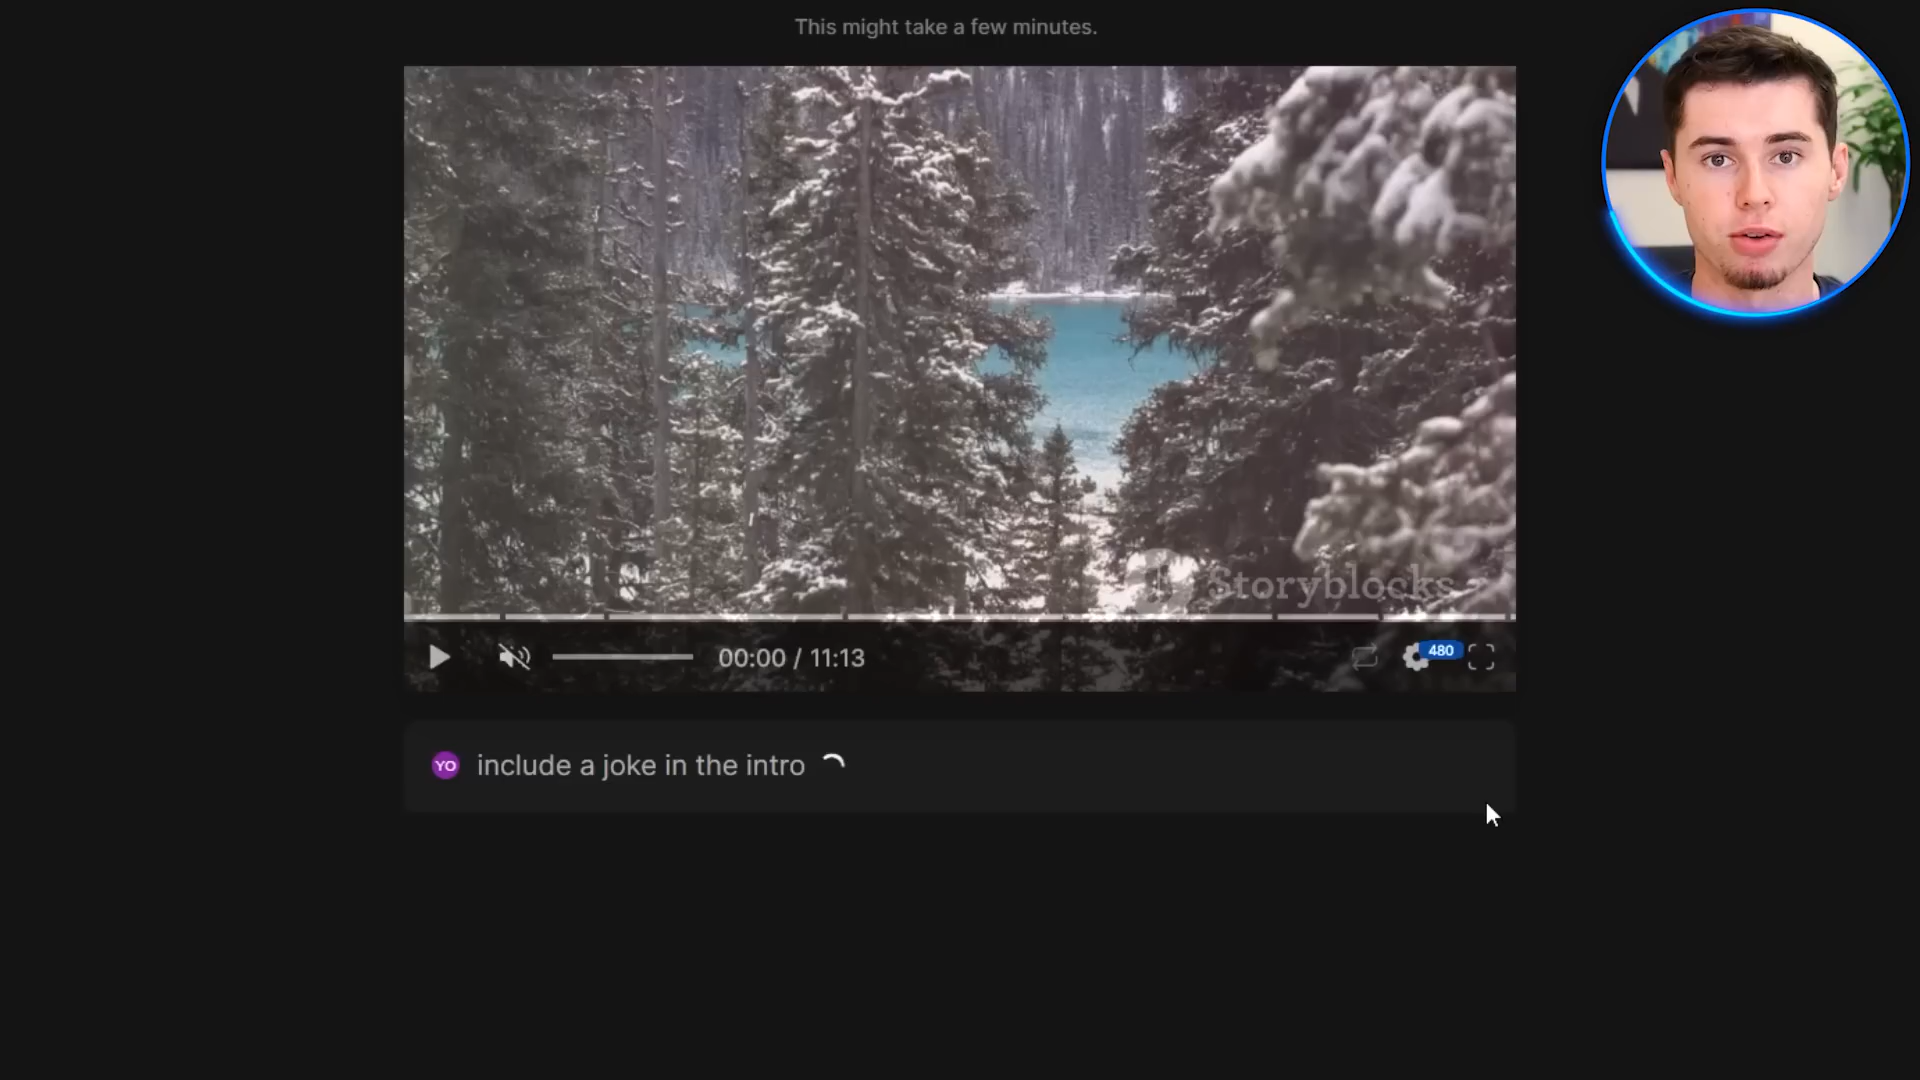 This might take a few minutes.
Storyblocks
00:00 / 11:13
480
YO
include a joke in the intro